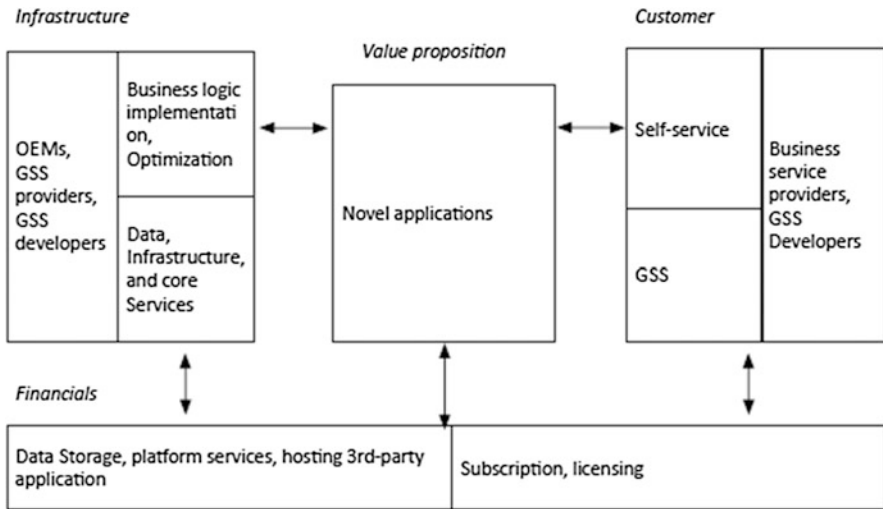 Infrastructure
Customer
Value proposition
OEMs,
GSS
providers,
GSS
developers
Business logic
implementati
on,
Optimization
Data,
Infrastructure,
and core
Services
Novel applications
Self-service
GSS
Business
service
providers,
GSS
Developers
Financials
Data Storage, platform services, hosting 3rd-party
application
Subscription, licensing